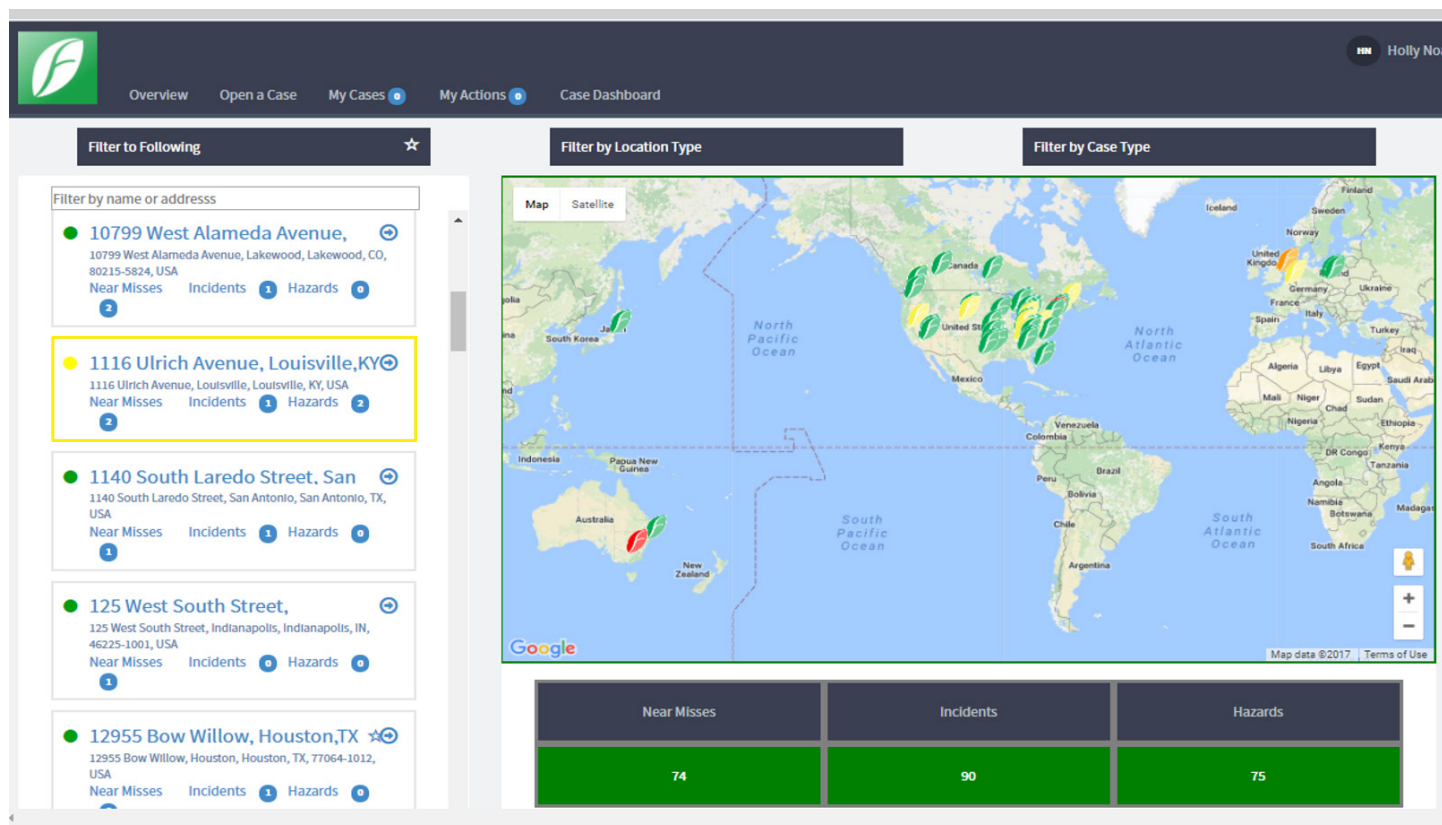 HN Holly No
Overview Open a Case My Cases 0 My Actions 0 Case Dashboard
Filter to Following
Filter by Location Type
Filter by Case Type
Filter by name or addresss
10799 West Alameda Avenue,
10799 West Alameda Avenue, Lakewood, Lakewood, CO,
80215-5824, USA
Near Misses Incidents 1 Hazards 0
2
1116 Ulrich Avenue, Louisville,KY
1116 Ulrich Avenue, Louisville, Louisville, KY, USA
Near Misses Incidents 1 Hazards 2
2
1140 South Laredo Street, San
1140 South Laredo Street, San Antonio, San Antonio, TX,
USA
Near Misses Incidents 1 Hazards 0
1
125 West South Street,
125 West South Street, Indianapolis, Indianapolis, IN,
46225-1001, USA
Near Misses Incidents 0 Hazards 0
1
12955 Bow Willow, Houston,TX
12955 Bow Willow, Houston, Houston, TX, 77064-1012,
USA
Near Misses Incidents 1 Hazards 0
Map Satellite
Finland
Iceland
Sweden
Norway
United
Kingdo
Canada
Germany
Ukraine
France
Spain
Italy
Turkey
Iraq
golia
South Korea
North
Pacific
Ocean
United St
North
Atlantic
Ocean
Algeria
Libya
Egypt
Saudi Arab
Mexico
Mali
Niger
Chad
Sudan
Nigeria
Ethiopia
Venezuela
Colombia
DR Congo
Kenya
Tanzania
Indonesia
Papua New
Guinea
Brazil
Peru
Bolivia
Angola
Namibia
Botswana
Madagas
Australia
South
Pacific
Ocean
Chile
South
Atlantic
Ocean
South Africa
New
Zealand
Argentina
Google
Map data ©2017 Terms of Use
Near Misses Incidents Hazards
74 90 75